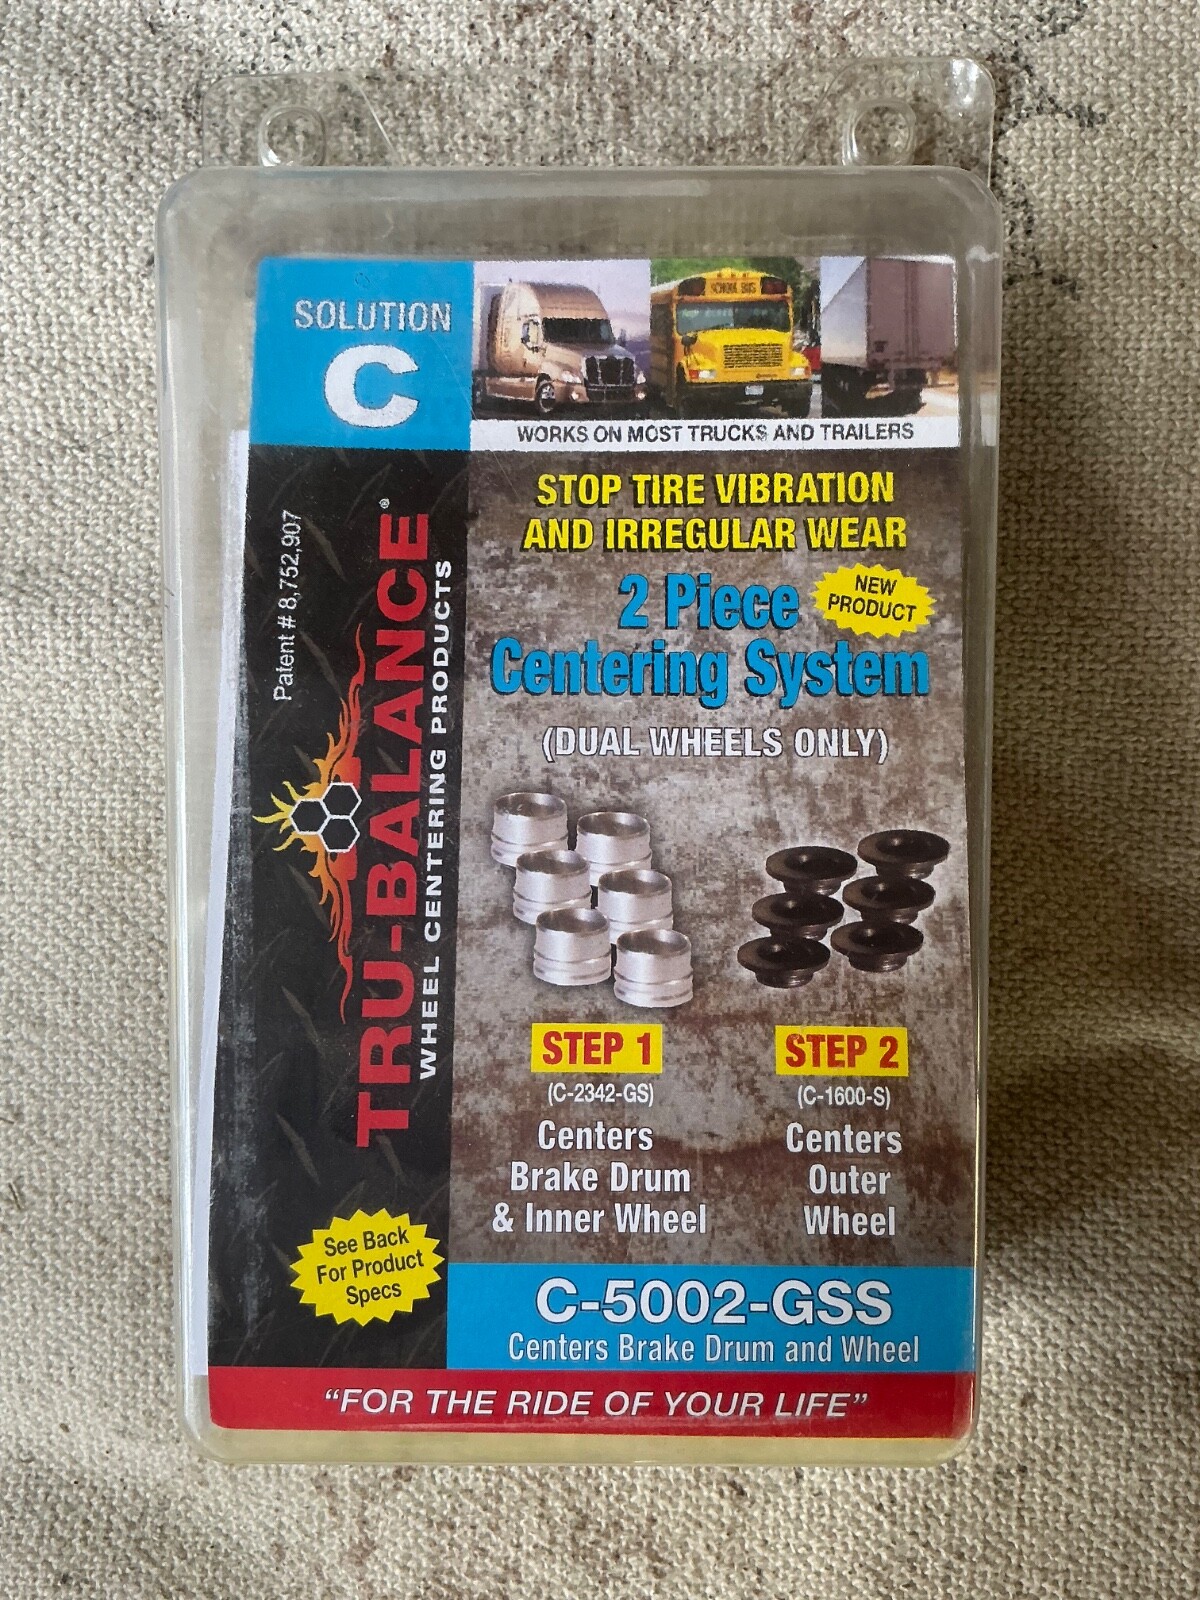 SOLUTION
C
SCHOOL BUS
WORKS ON MOST TRUCKS AND TRAILERS
Patent # 8,752,907
TRU-BALANCE®
WHEEL CENTERING PRODUCTS
STOP TIRE VIBRATION
AND IRREGULAR WEAR
2 Piece
Centering System
NEW
PRODUCT
(DUAL WHEELS ONLY)
STEP 1
(C-2342-GS)
Centers
Brake Drum
& Inner Wheel
STEP 2
(C-1600-S)
Centers
Outer
Wheel
See Back
For Product
Specs
C-5002-GSS
Centers Brake Drum and Wheel
“FOR THE RIDE OF YOUR LIFE”